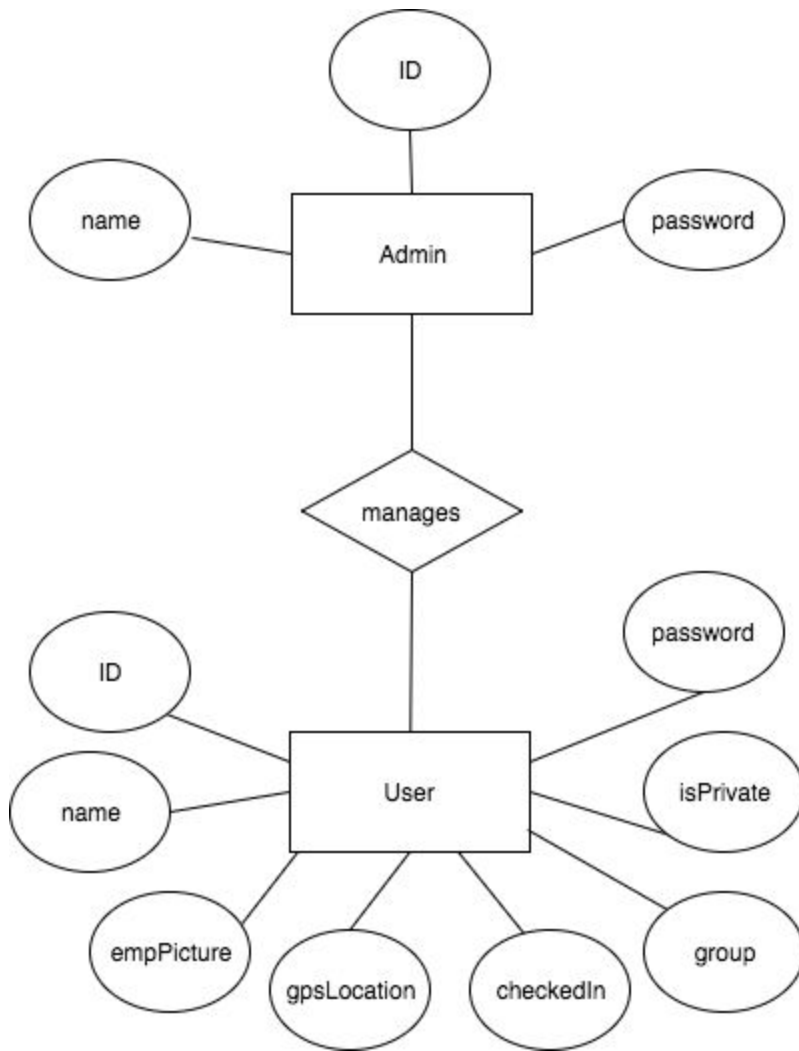 ID
name
password
Admin
manages
password
ID
isPrivate
User
name
empPicture
group
gpsLocation
checkedIn